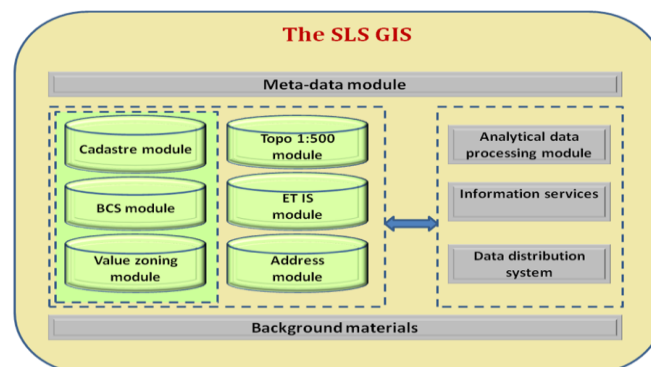 The SLS GIS
Meta-data module
Cadastre module
BCS module
Value zoning
module
Topo 1:500
module
ET IS
module
Address
module
Analytical data
processing module
Information services
Data distribution
system
Background materials